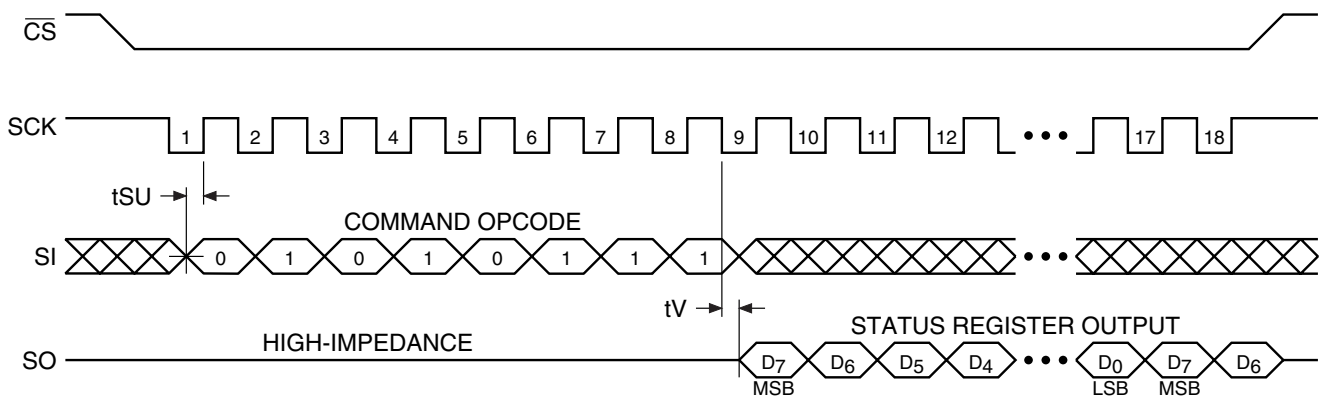 CS
SCK 1 2 3 4 5 6 7 8 9 10 11 12 17 18
tSU
COMMAND OPCODE
SI 0 1 0 1 0 1 1 1
tV
HIGH-IMPEDANCE
STATUS REGISTER OUTPUT
SO D7 D6 D5 D4 D0 D7 D6
MSB LSB MSB